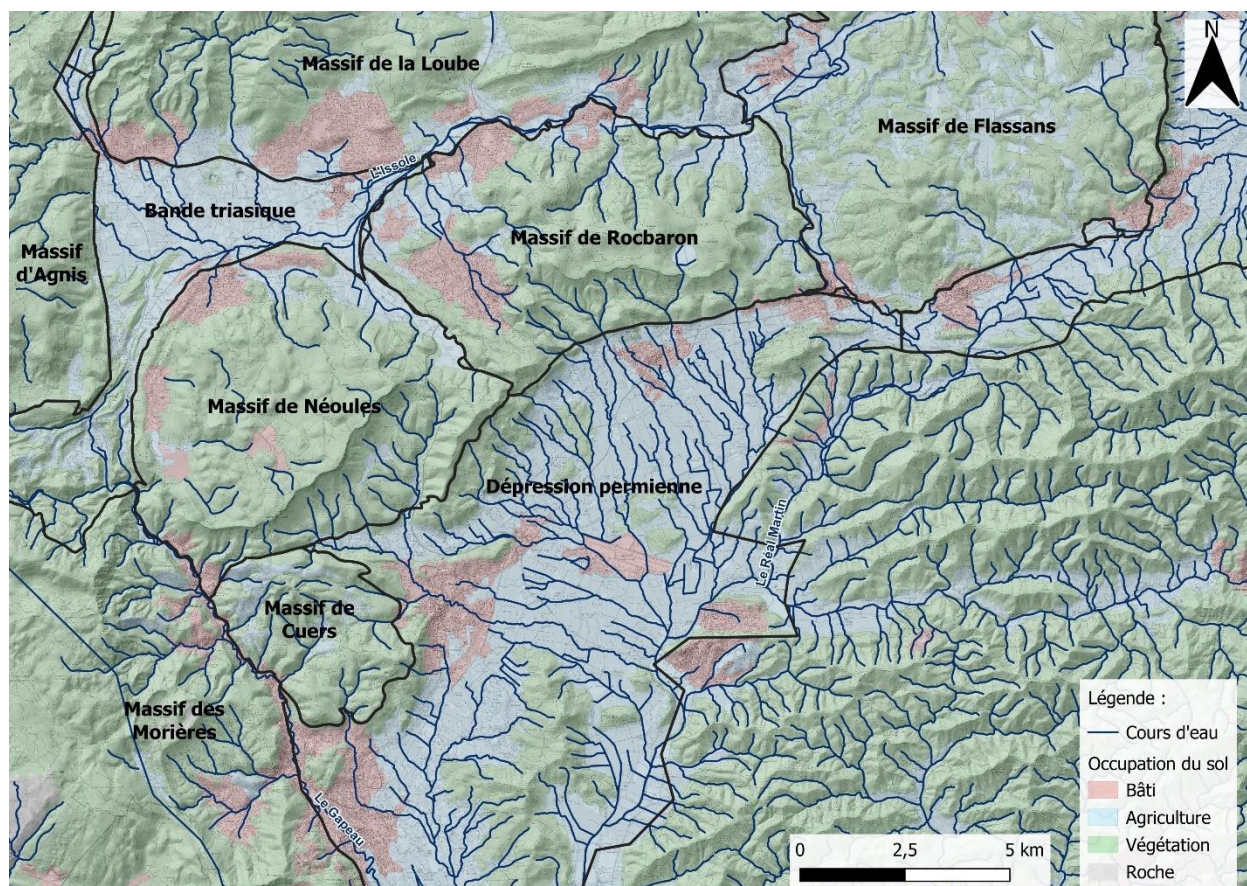 N
Massif de la Loube
Massif de Flassans
L'Issole
Bande triasique
Massif de Rocbaron
Massif
d'Agnis
Massif de Néoules
Dépression permienne
Le Réal Martin
Massif de
Cuers
Massif des
Morières
Le Gapeau
Légende :
Cours d'eau
Occupation du sol
Bâti
Agriculture
Végétation
Roche
0 2,5 5 km